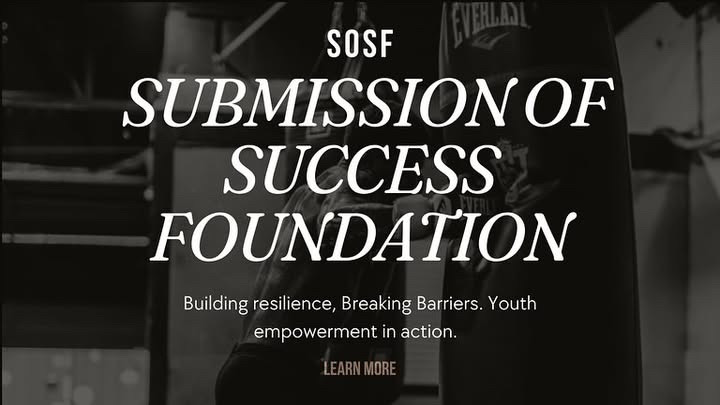 EVERLAST
SOSF
SUBMISSION OF
SUCCESS
FOUNDATION
Building resilience, Breaking Barriers. Youth
empowerment in action.
LEARN MORE